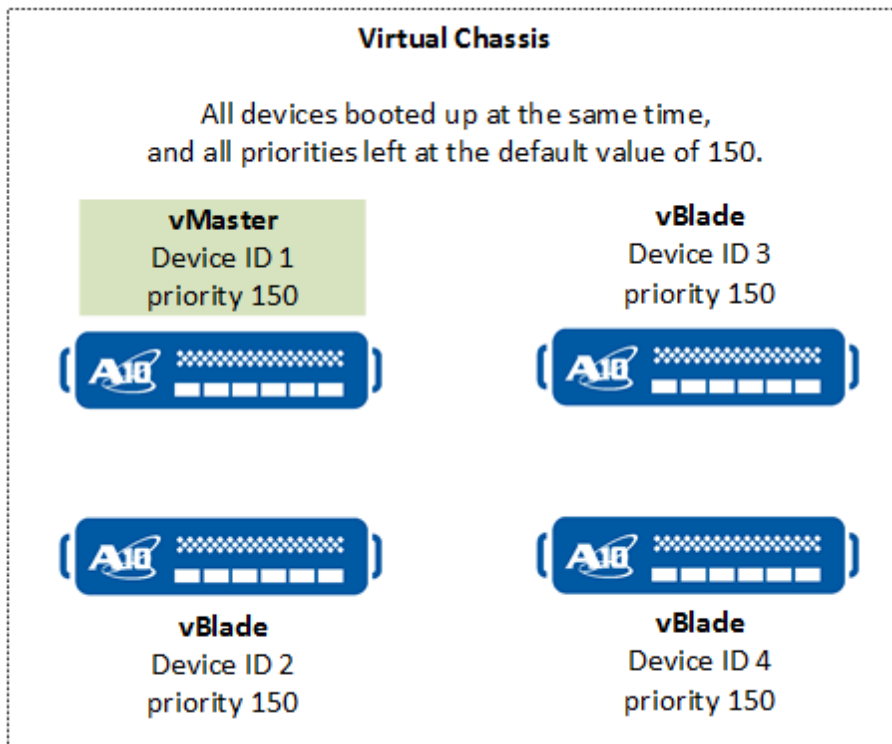 Virtual Chassis
All devices booted up at the same time,
and all priorities left at the default value of 150.
vMaster
Device ID 1
priority 150
vBlade
Device ID 3
priority 150
A10
A10
A10
A10
vBlade
Device ID 2
priority 150
vBlade
Device ID 4
priority 150